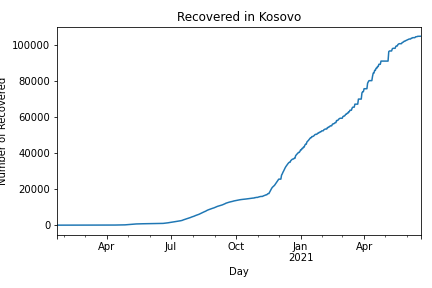 Recovered in Kosovo
Number of Recovered
100000
80000
60000
40000
20000
0
Apr
Jul
Oct
Jan
2021
Apr
Day